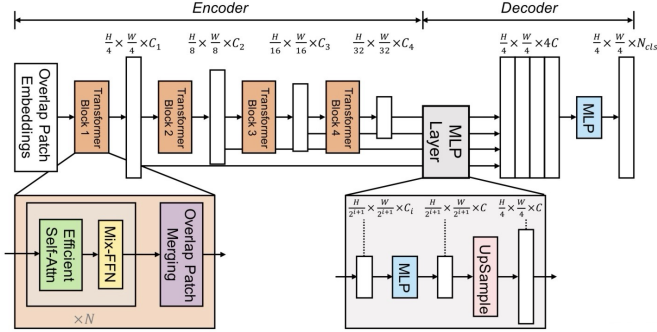 Encoder
Decoder
H/4 × W/4 × C₁
H/8 × W/8 × C₂
H/16 × W/16 × C₃
H/32 × W/32 × C₄
H/4 × W/4 × 4C
H/4 × W/4 × N_cls
Overlap Patch
Embeddings
Transformer
Block 1
Transformer
Block 2
Transformer
Block 3
Transformer
Block 4
MLP
Layer
MLP
Efficient
Self-Attn
Mix-FFN
Overlap Patch
Merging
×N
H/2^{i+1} × W/2^{i+1} × C_i
H/2^{i+1} × W/2^{i+1} × C
H/4 × W/4 × C
MLP
UpSample